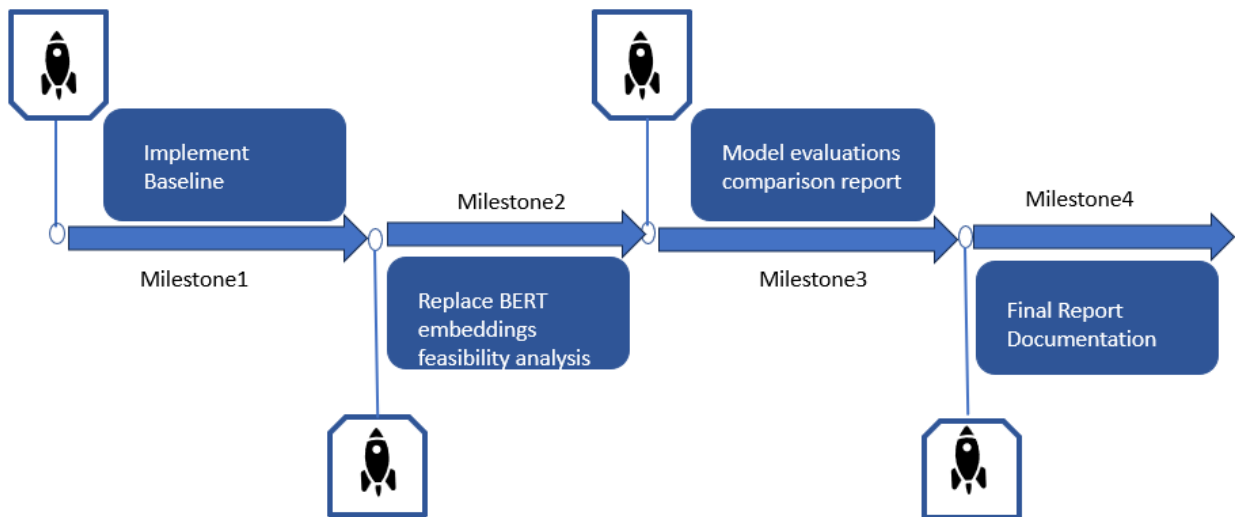 Implement
Baseline
Milestone1
Milestone2
Replace BERT
embeddings
feasibility analysis
Model evaluations
comparison report
Milestone3
Milestone4
Final Report
Documentation